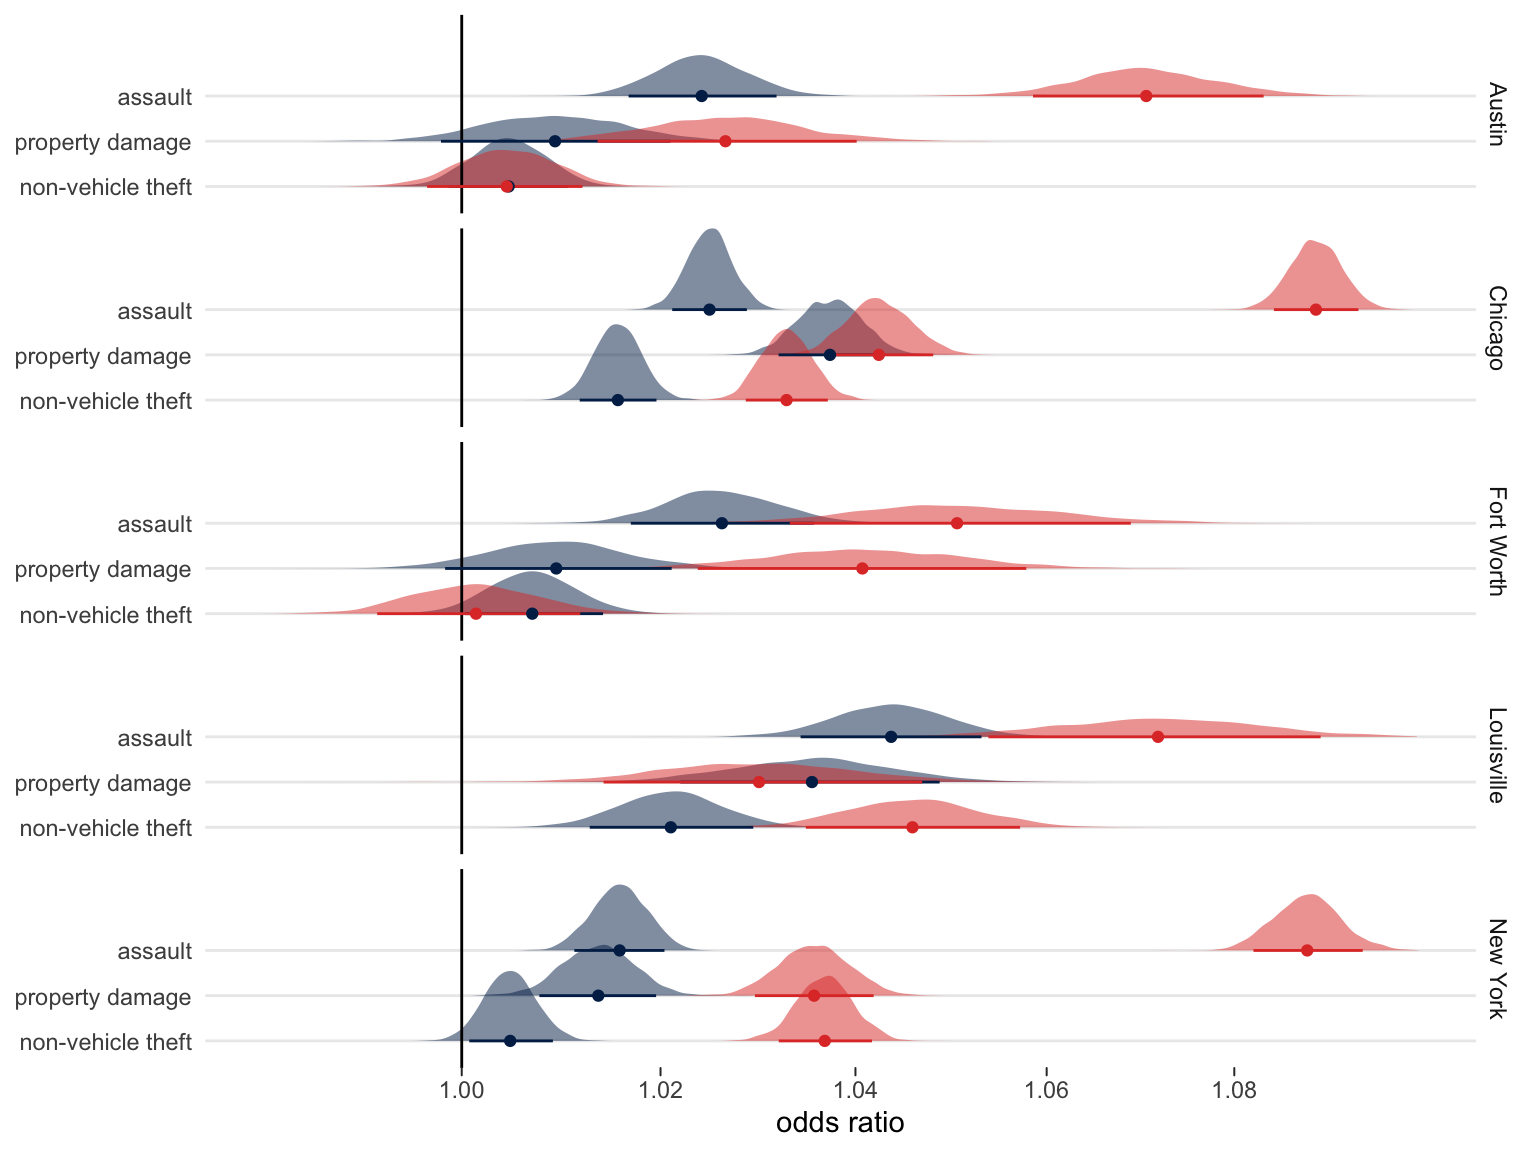 assault
property damage
non-vehicle theft
Austin
assault
property damage
non-vehicle theft
Chicago
assault
property damage
non-vehicle theft
Fort Worth
assault
property damage
non-vehicle theft
Louisville
assault
property damage
non-vehicle theft
New York
1.00 1.02 1.04 1.06 1.08
odds ratio